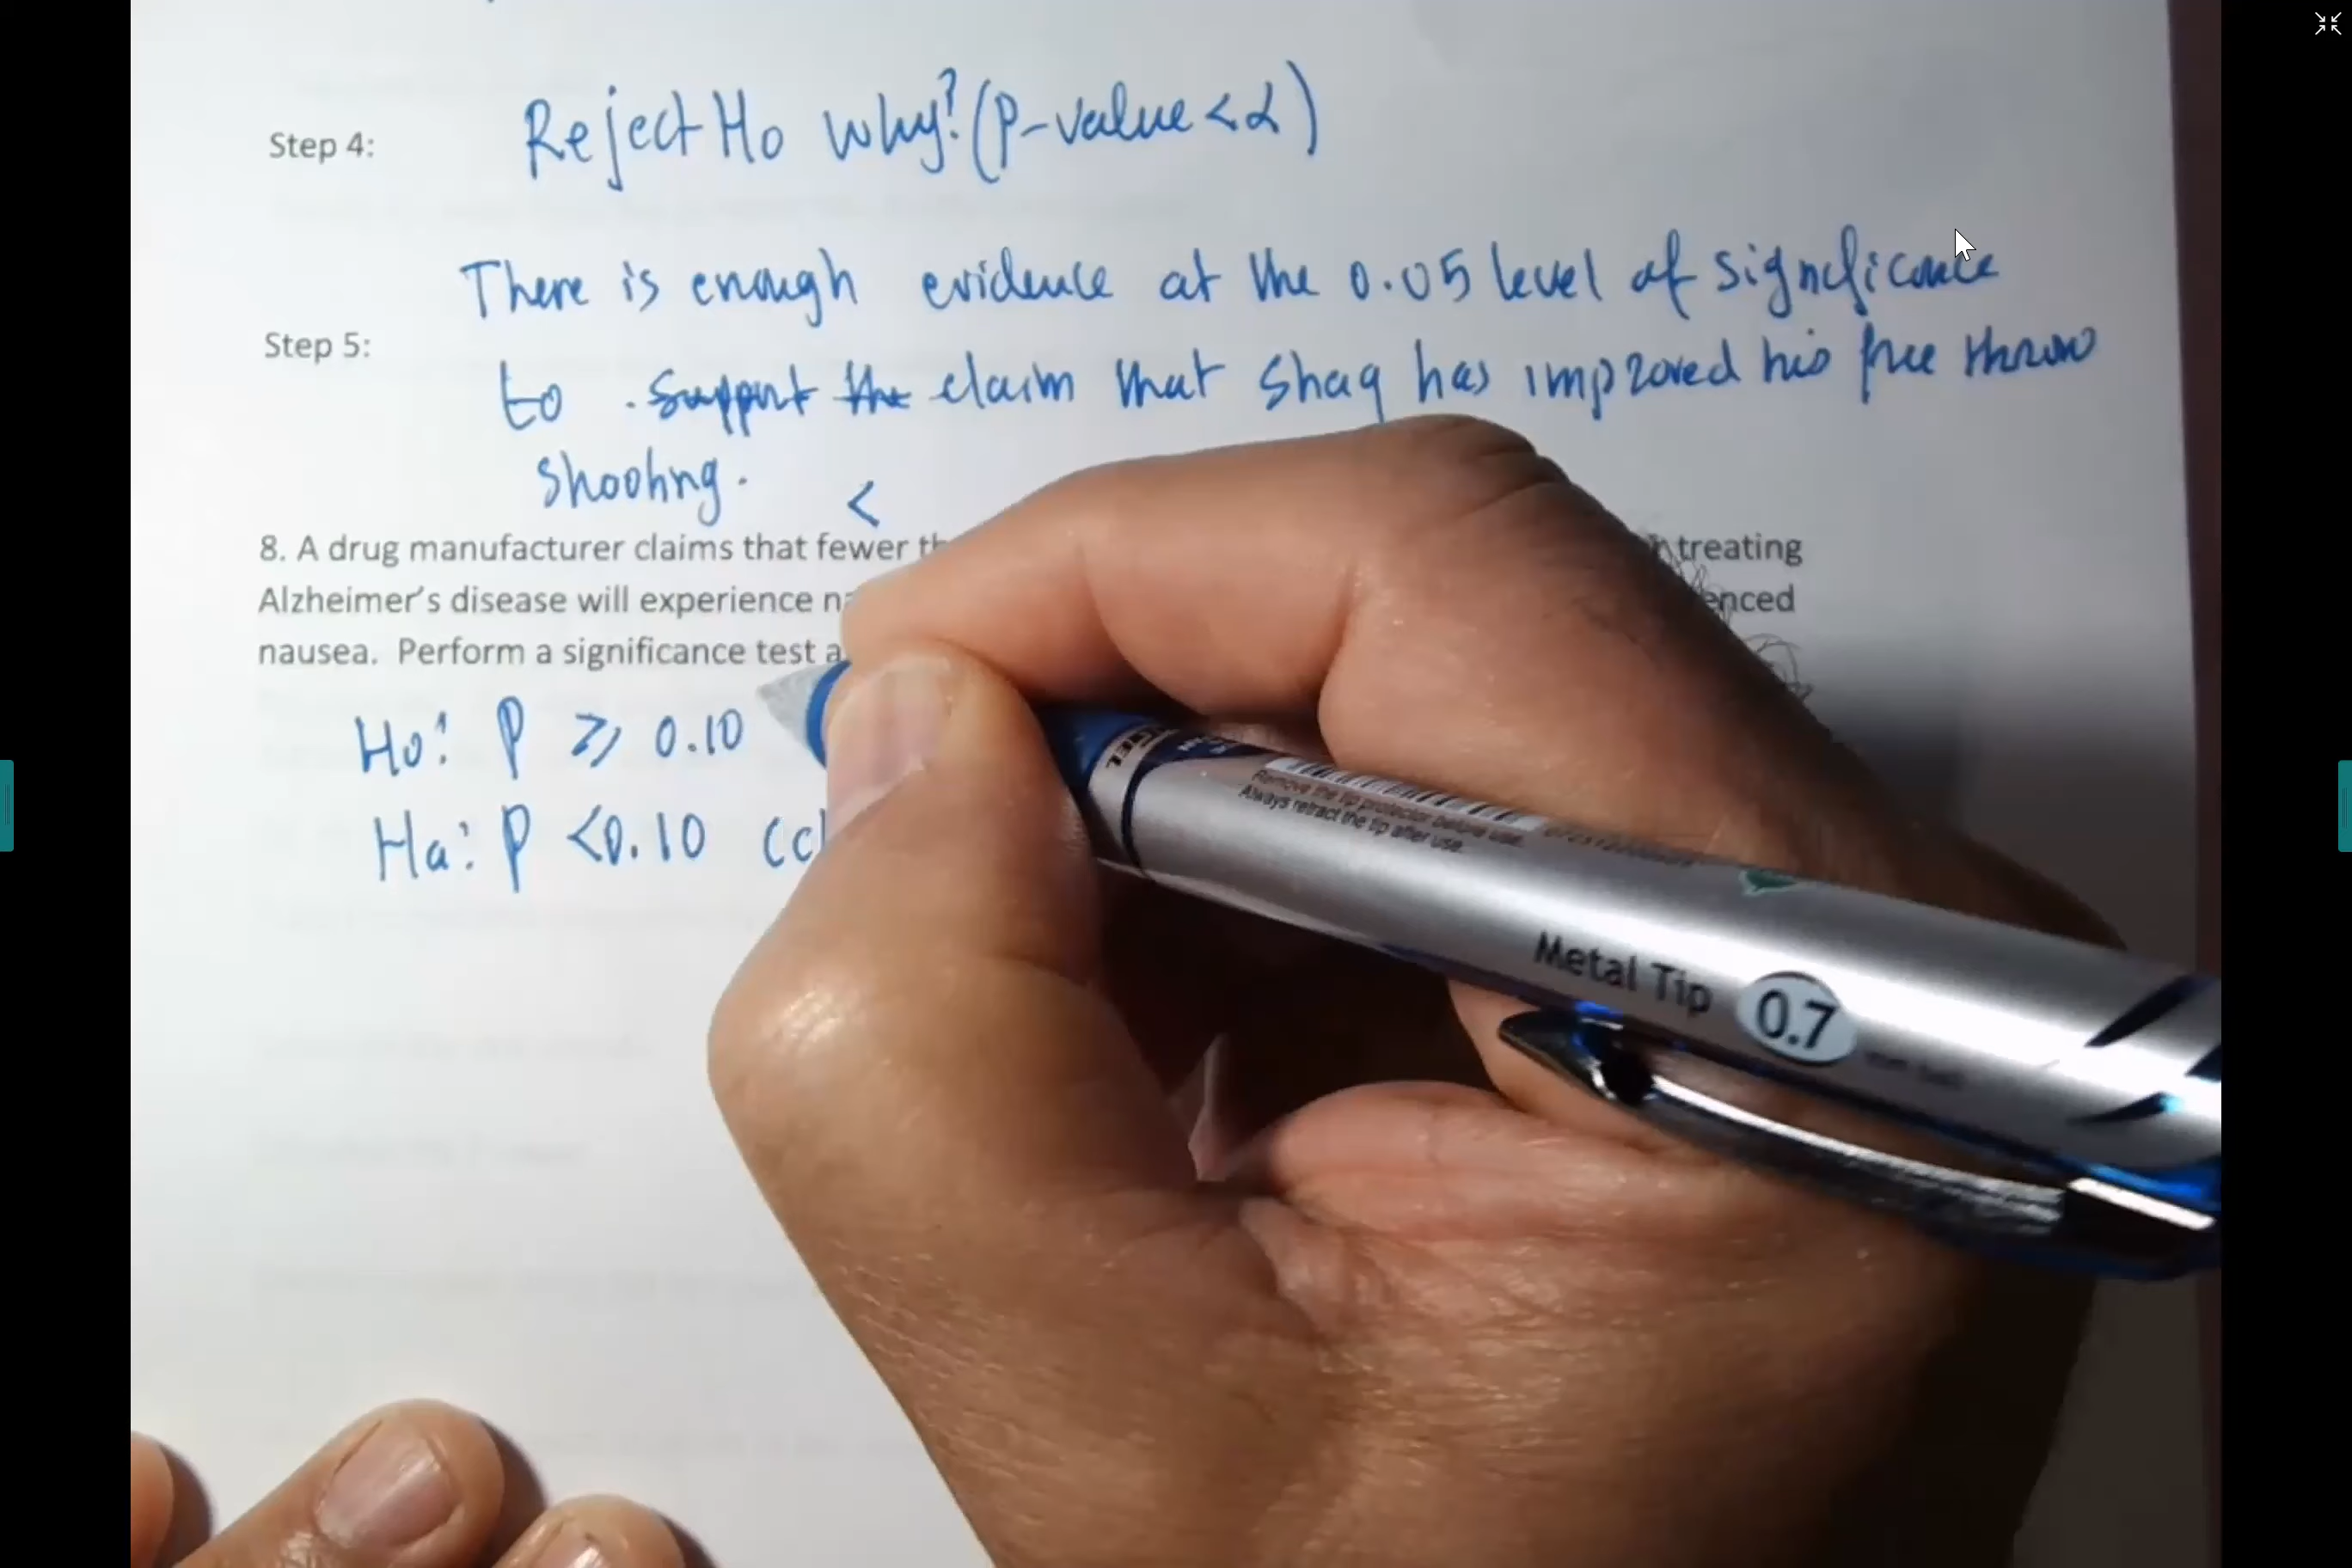 Step 4: Reject Ho why? (P-value < α)
There is enough evidence at the 0.05 level of significance
Step 5:
to support the claim that Shaq has improved his free throw
shooting.
<
8. A drug manufacturer claims that fewer th treating
Alzheimer's disease will experience na enced
nausea. Perform a significance test a
Ho: P ≥ 0.10
Ha: P < 0.10 (cl
Remove the tip protector before use.
Always retract the tip after use.
Metal Tip 0.7